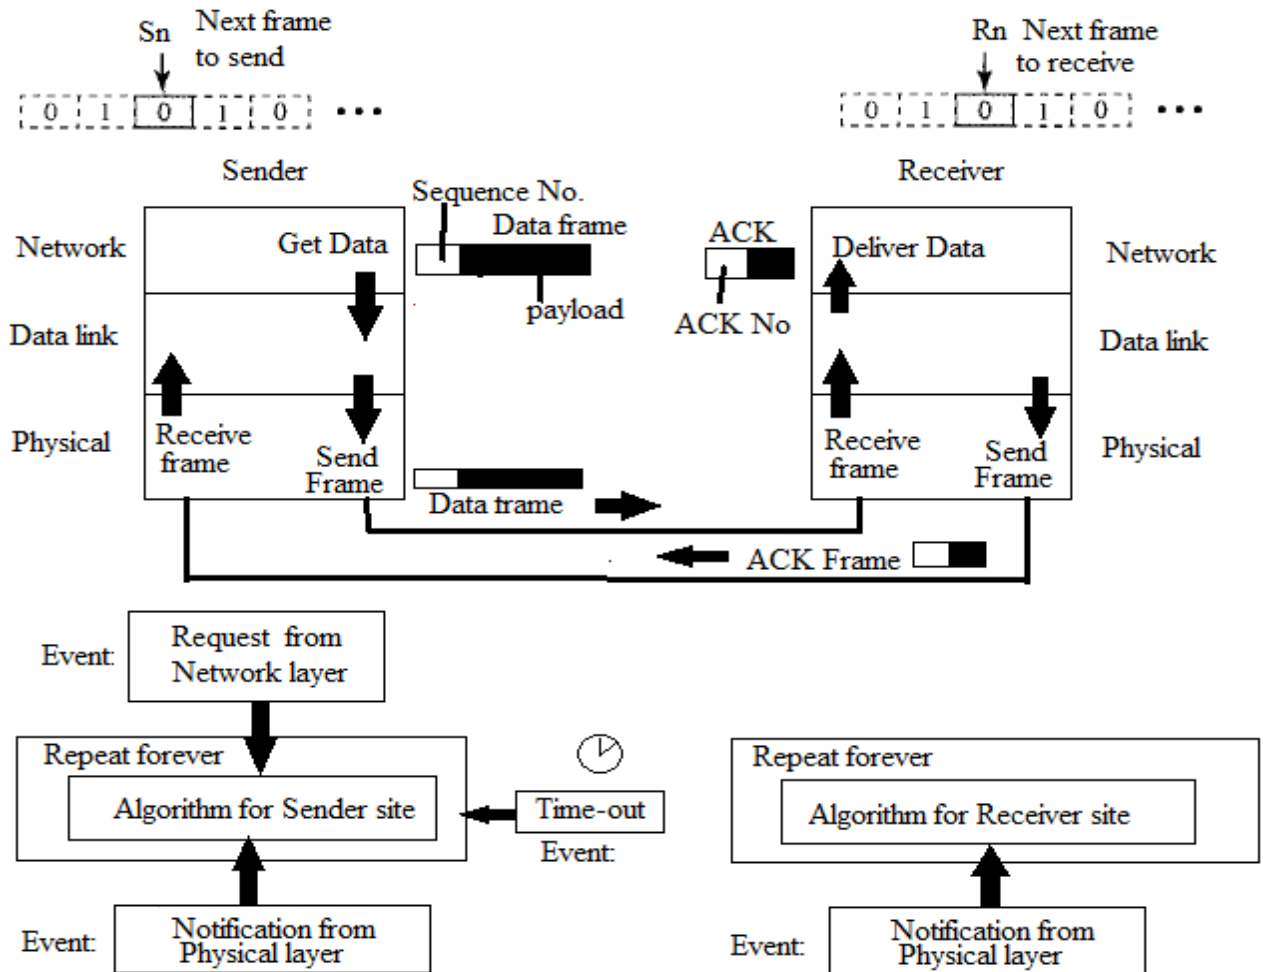 Sn Next frame
to send
0 1 0 1 0 •••
Rn Next frame
to receive
0 1 0 1 0 •••
Sender
Receiver
Sequence No.
Data frame
payload
ACK
ACK No
Network
Get Data
Deliver Data
Network
Data link
Data link
Physical
Receive
frame
Send
Frame
Data trame
Receive
frame
Send
Frame
Physical
ACK Frame
Event:
Request from
Network layer
Repeat forever
Algorithm for Sender site
Time-out
Event:
Event:
Notification from
Physical layer
Repeat forever
Algorithm for Receiver site
Event:
Notification from
Physical layer